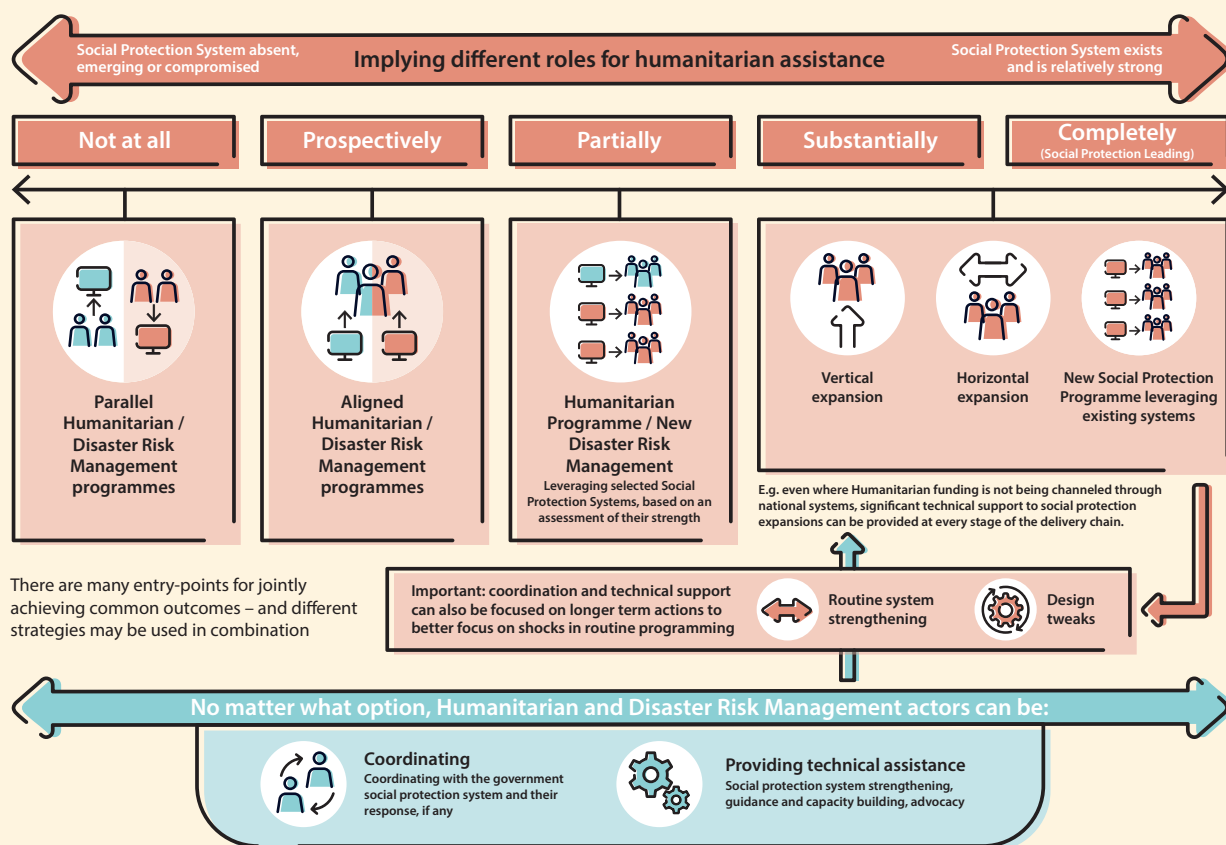 Social Protection System absent,
emerging or compromised
Implying different roles for humanitarian assistance
Social Protection System exists
and is relatively strong
Not at all
Prospectively
Partially
Substantially
Completely
(Social Protection Leading)
Parallel
Humanitarian /
Disaster Risk
Management
programmes
Aligned
Humanitarian /
Disaster Risk
Management
programmes
Humanitarian
Programme / New
Disaster Risk
Management
Leveraging selected Social
Protection Systems, based on an
assessment of their strength
Vertical
expansion
Horizontal
expansion
New Social Protection
Programme leveraging
existing systems
E.g. even where Humanitarian funding is not being channeled through
national systems, significant technical support to social protection
expansions can be provided at every stage of the delivery chain.
There are many entry-points for jointly
achieving common outcomes – and different
strategies may be used in combination
Important: coordination and technical support
can also be focused on longer term actions to
better focus on shocks in routine programming
Routine system
strengthening
Design
tweaks
No matter what option, Humanitarian and Disaster Risk Management actors can be:
Coordinating
Coordinating with the government
social protection system and their
response, if any
Providing technical assistance
Social protection system strengthening,
guidance and capacity building, advocacy